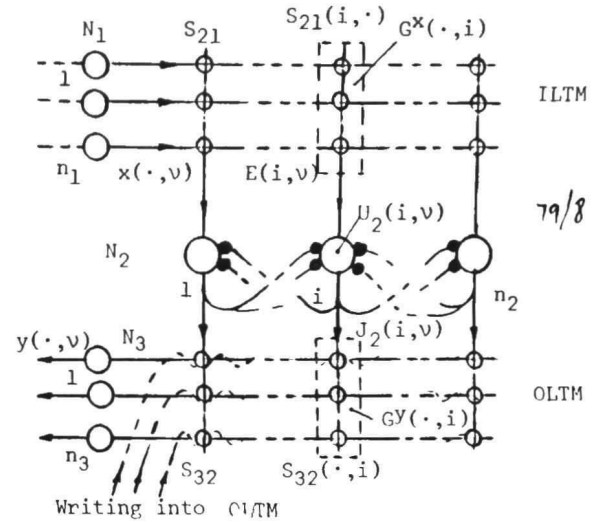 N1 S21 S21(i,·) Gx(·,i)
1
ILTM
n1 x(·,ν) E(i,ν)
79/8
U2(i,ν)
N2
1 i n2
J2(i,ν)
y(·,ν) N3
1
OLTM
Gy(·,i)
n3 S32 S32(·,i)
Writing into OLTM